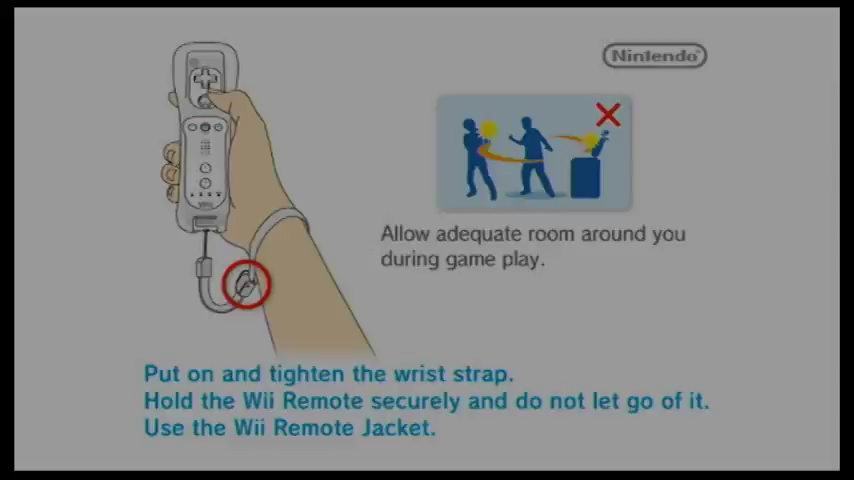 Nintendo
Allow adequate room around you
during game play.
Put on and tighten the wrist strap.
Hold the Wii Remote securely and do not let go of it.
Use the Wii Remote Jacket.